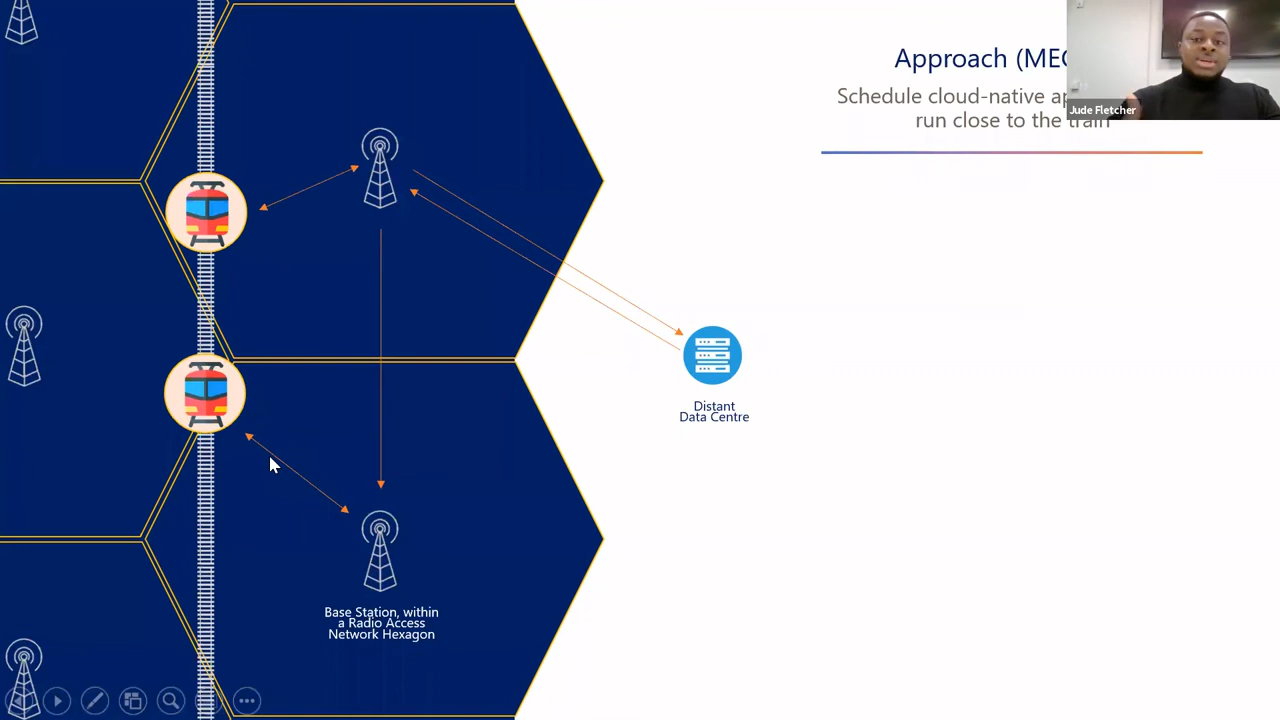 Approach (MEC
Schedule cloud-native ap
run close to the train
Jude Fletcher
Distant
Data Centre
Base Station, within
a Radio Access
Network Hexagon